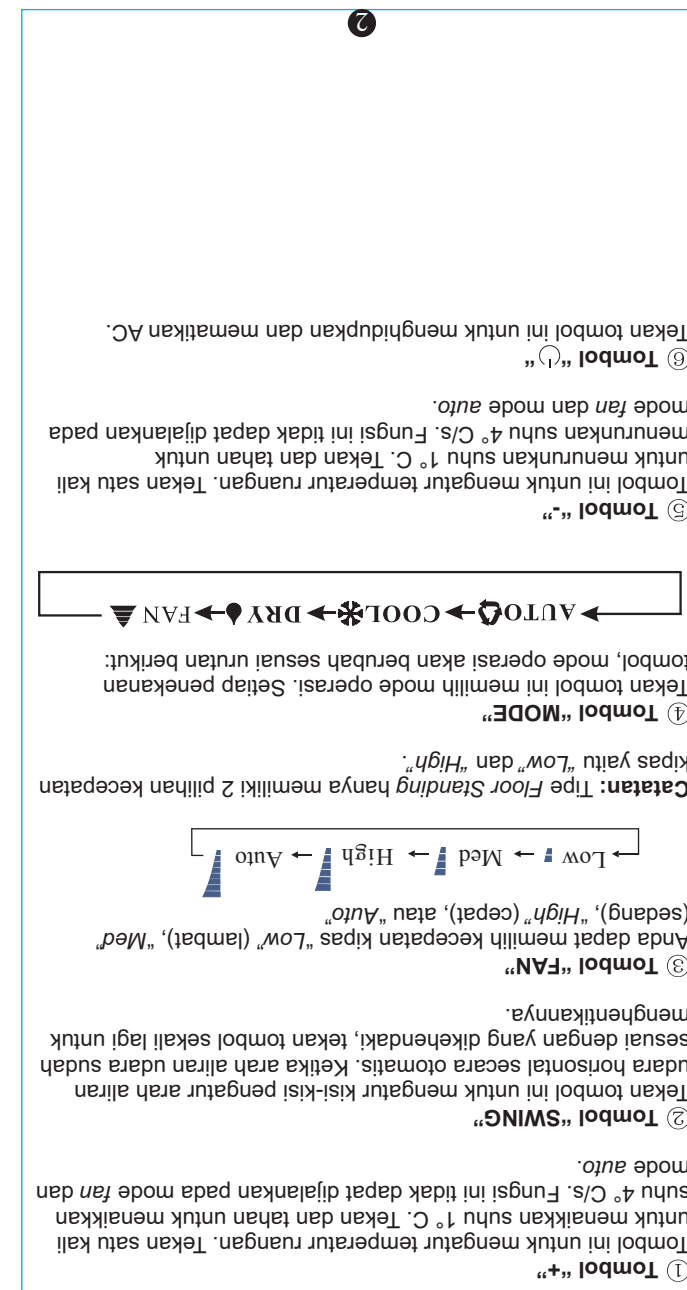 ① Tombol "+"
Tombol ini untuk mengatur temperatur ruangan. Tekan satu kali
untuk menaikkan suhu 1° C. Tekan dan tahan untuk menaikkan
suhu 4° C/s. Fungsi ini tidak dapat dijalankan pada mode fan dan
mode auto.
② Tombol "SWING"
Tekan tombol ini untuk mengatur kisi-kisi pengatur arah aliran
udara horisontal secara otomatis. Ketika arah aliran udara sudah
sesuai dengan yang dikehendaki, tekan tombol sekali lagi untuk
menghentikannya.
③ Tombol "FAN"
Anda dapat memilih kecepatan kipas "Low" (lambat), "Med"
(sedang), "High" (cepat), atau "Auto"
Low → Med → High → Auto
Catatan: Tipe Floor Standing hanya memiliki 2 pilihan kecepatan
kipas yaitu "Low" dan "High".
④ Tombol "MODE"
Tekan tombol ini memilih mode operasi. Setiap penekanan
tombol, mode operasi akan berubah sesuai urutan berikut:
AUTO → COOL → DRY → FAN
⑤ Tombol "-"
Tombol ini untuk mengatur temperatur ruangan. Tekan satu kali
untuk menurunkan suhu 1° C. Tekan dan tahan untuk
menurunkan suhu 4° C/s. Fungsi ini tidak dapat dijalankan pada
mode fan dan mode auto.
⑥ Tombol "⏻"
Tekan tombol ini untuk menghidupkan dan mematikan AC.
2